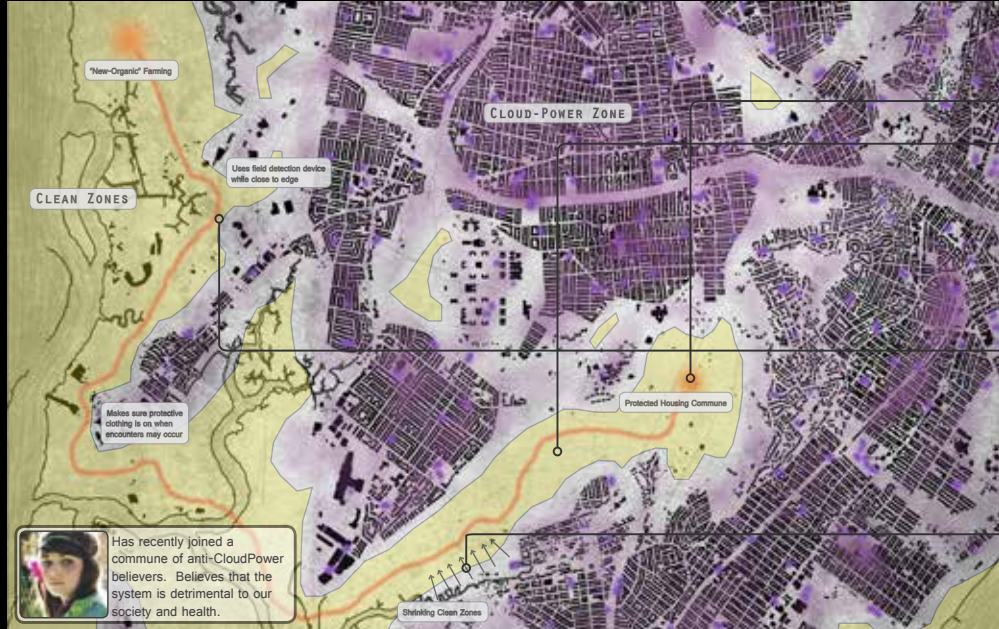 "New-Organic" Farming
CLOUD-POWER ZONE
Uses field detection device
while close to edge
CLEAN ZONES
Protected Housing Commune
Makes sure protective
clothing is on when
encounters may occur
Has recently joined a
commune of anti-CloudPower
believers. Believes that the
system is detrimental to our
society and health.
Shrinking Clean Zones